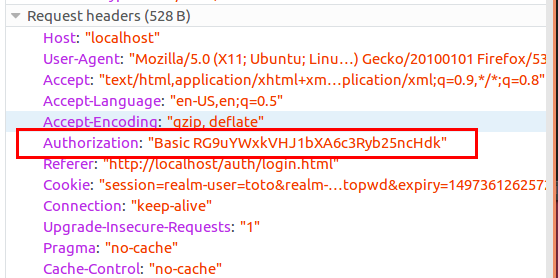 Request headers (528 B)
Host: "localhost"
User-Agent: "Mozilla/5.0 (X11; Ubuntu; Linu…) Gecko/20100101 Firefox/53
Accept: "text/html,application/xhtml+xm…plication/xml;q=0.9,*/*;q=0.8"
Accept-Language: "en-US,en;q=0.5"
Accept-Encoding: "gzip, deflate"
Authorization: "Basic RG9uYWxkVHJ1bXA6c3Ryb25ncHdk"
Referer: "http://localhost/auth/login.html"
Cookie: "session=realm-user=toto&realm-…topwd&expiry=1497361262572
Connection: "keep-alive"
Upgrade-Insecure-Requests: "1"
Pragma: "no-cache"
Cache-Control: "no-cache"